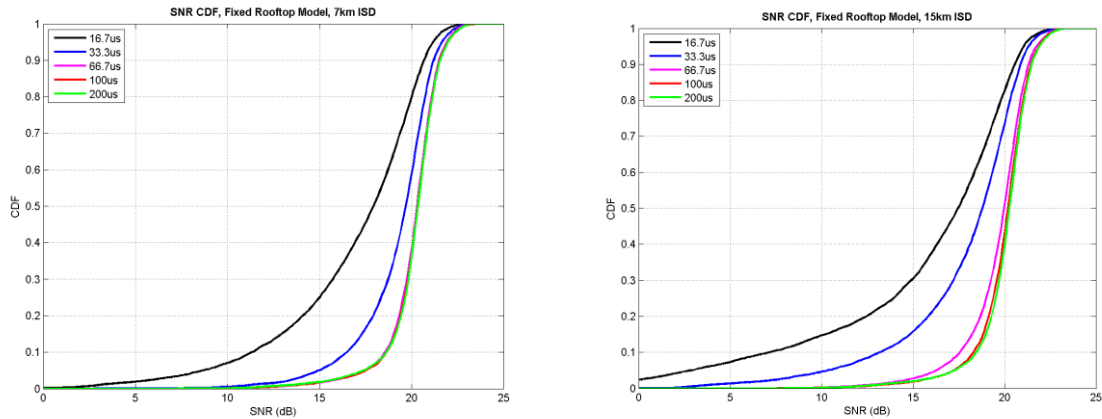 SNR CDF, Fixed Rooftop Model, 7km ISD
1
0.9
0.8
0.7
0.6
0.5
0.4
0.3
0.2
0.1
0
CDF
16.7us
33.3us
66.7us
100us
200us
0 5 10 15 20 25
SNR (dB)
SNR CDF, Fixed Rooftop Model, 15km ISD
1
0.9
0.8
0.7
0.6
0.5
0.4
0.3
0.2
0.1
0
CDF
16.7us
33.3us
66.7us
100us
200us
0 5 10 15 20 25
SNR (dB)